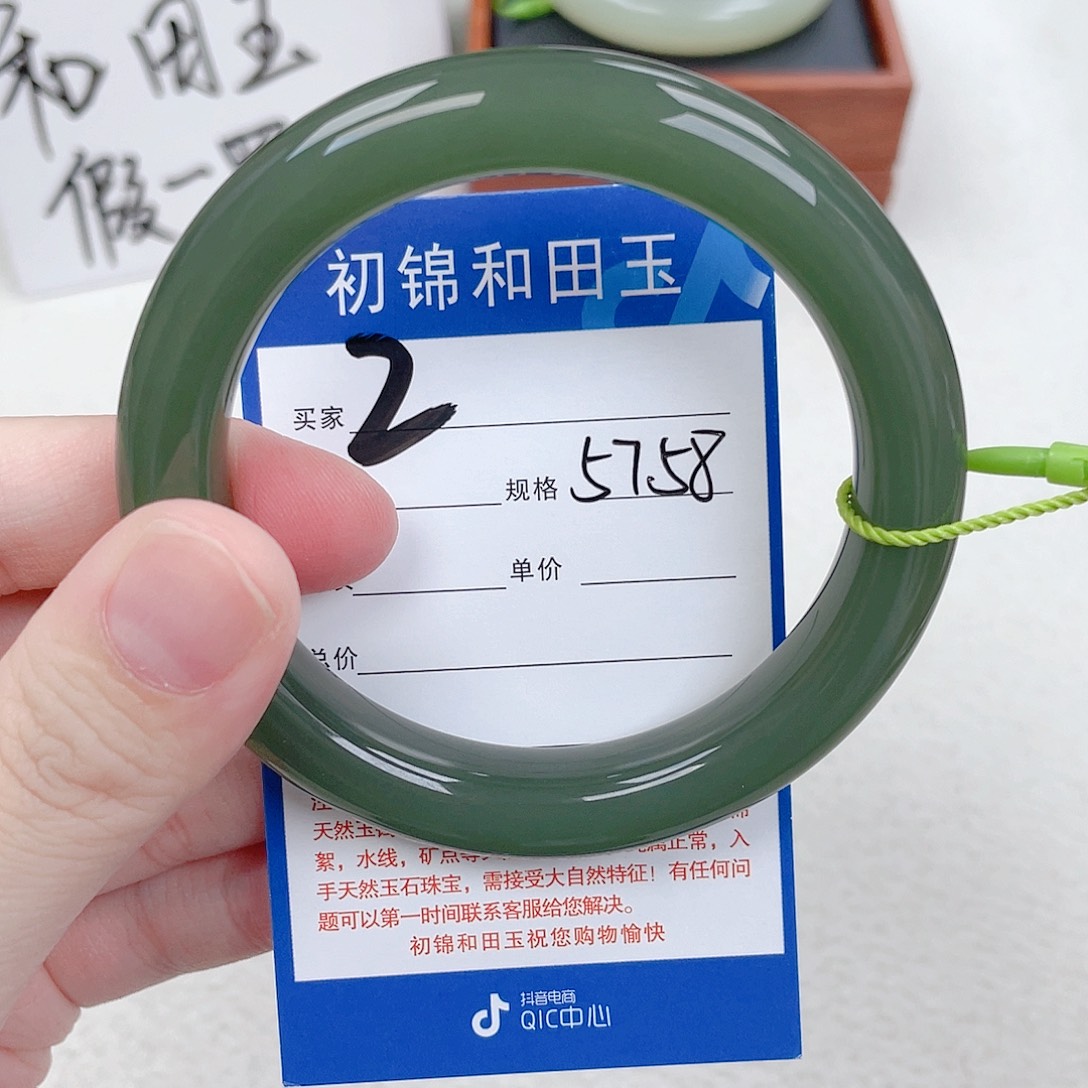 和田玉
假一
初锦和田玉
买家 2
规格 57.58
单价
总价
天然玉
絮，水线，矿点等 属正常，入
手天然玉石珠宝，需接受大自然特征！有任何问
题可以第一时间联系客服给您解决。
初锦和田玉祝您购物愉快
抖音电商
QIC中心